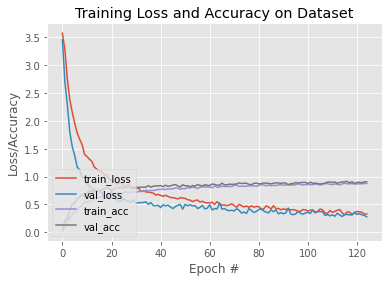 Training Loss and Accuracy on Dataset
3.5
3.0
2.5
2.0
1.5
1.0
0.5
0.0
Loss/Accuracy
train_loss
val_loss
train_acc
val_acc
0 20 40 60 80 100 120
Epoch #